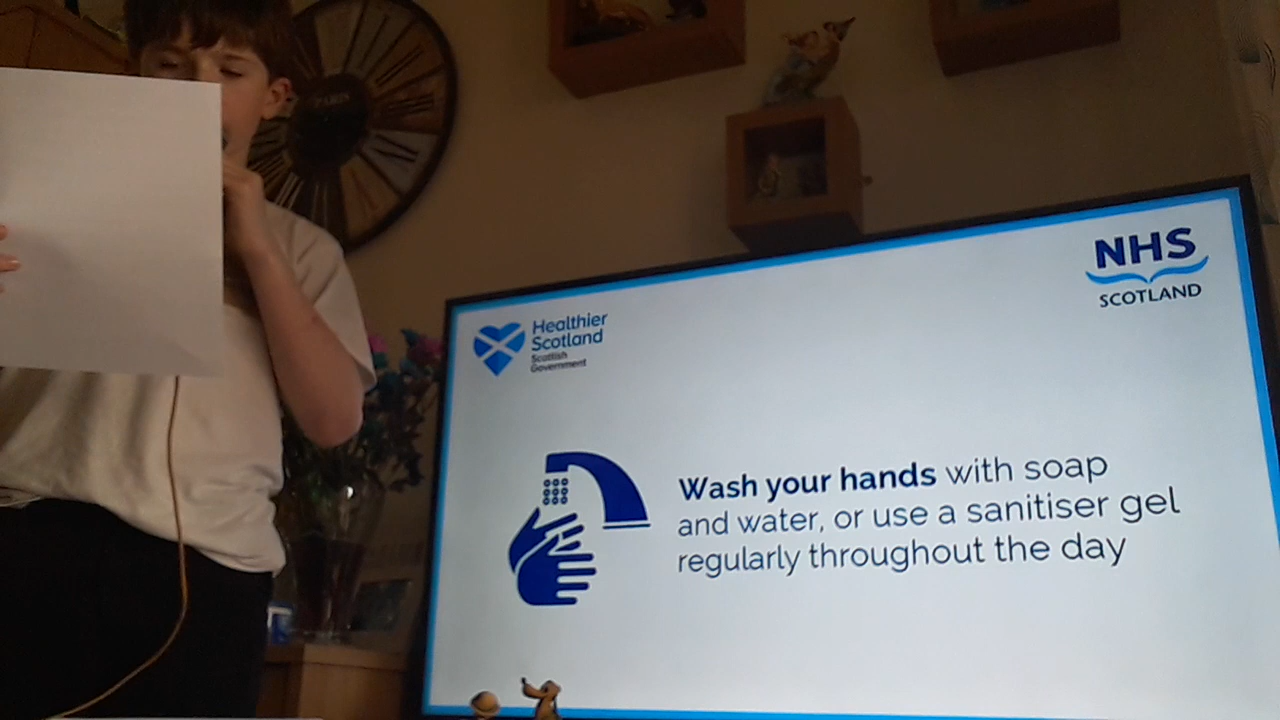 NHS
SCOTLAND
Healthier
Scotland
Scottish
Government
Wash your hands with soap
and water, or use a sanitiser gel
regularly throughout the day